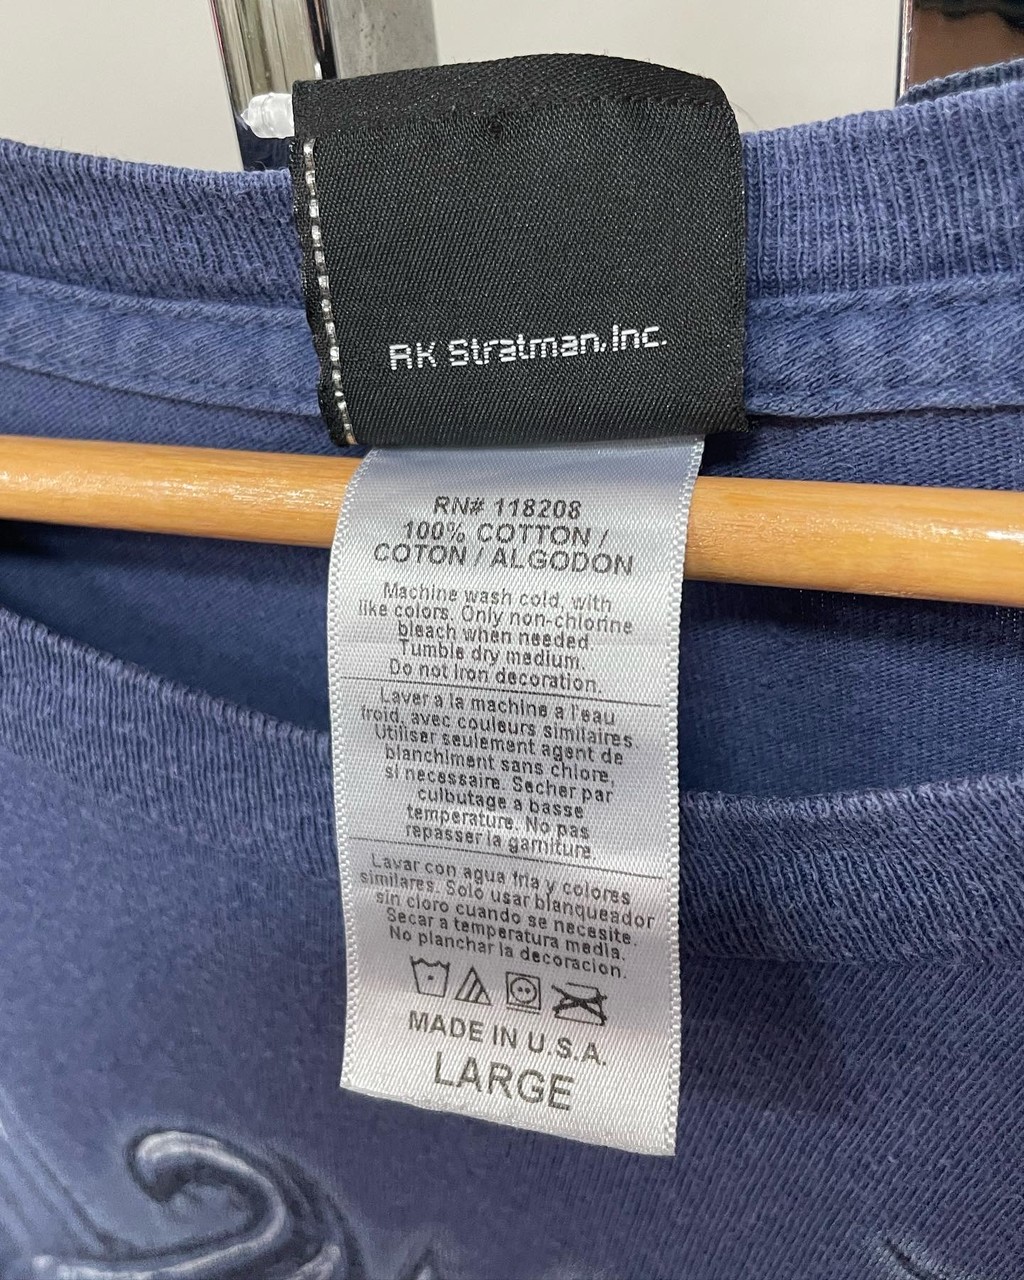 RK Stratman, Inc.
RN# 118208
100% COTTON /
COTON / ALGODON
Machine wash cold, with
like colors. Only non-chlorine
bleach when needed
Tumble dry medium.
Do not Iron decoration.
Laver a la machine a l'eau
froid, avec couleurs similaires.
Utiliser seulement agent de
blanchiment sans chlore,
si necessaire. Secher par
culbutage a basse
temperature. No pas
repasser la garniture.
Lavar con agua fria y colores
similares. Solo usar blanqueador
sin cloro cuando se necesite.
Secar a temperatura media.
No planchar la decoracion.
MADE IN U.S.A.
LARGE